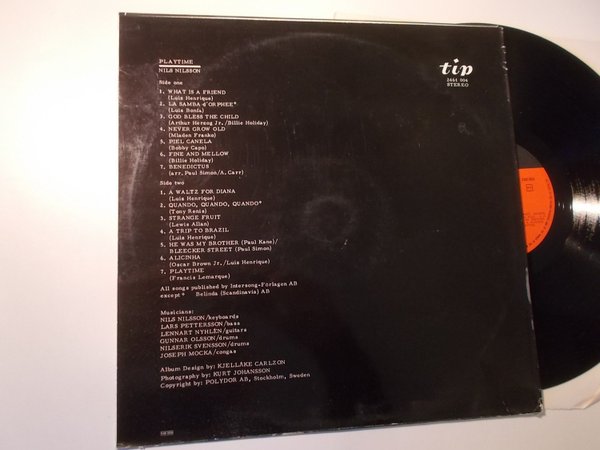 PLAYTIME
NILS NILSSON
tip
2464 004
STEREO
Side one
1. WHAT IS A FRIEND
(Luis Henrique)
2. LA SAMBA d'ORPHEE*
(Luis Bonfa)
3. GOD BLESS THE CHILD
(Arthur Herzog Jr./Billie Holiday)
4. NEVER GROW OLD
(Mladen Franko)
5. PIEL CANELA
(Bobby Capo)
6. FINE AND MELLOW
(Billie Holiday)
7. BENEDICTUS
(arr. Paul Simon/A. Carr)
Side two
1. A WALTZ FOR DIANA
(Luis Henrique)
2. QUANDO, QUANDO, QUANDO*
(Tony Renis)
3. STRANGE FRUIT
(Lewis Allan)
4. A TRIP TO BRAZIL
(Luis Henrique)
5. HE WAS MY BROTHER (Paul Kane)/
BLEECKER STREET (Paul Simon)
6. ALICINHA
(Oscar Brown Jr./Luis Henrique)
7. PLAYTIME
(Francis Lemarque)
All songs published by Intersong-Förlagen AB
except* Belinda (Scandinavia) AB
Musicians:
NILS NILSSON/keyboards
LARS PETTERSSON/bass
LENNART NYHLÉN/guitars
GUNNAR OLSSON/drums
NILSERIK SVENSSON/drums
JOSEPH MOCKA/congas
Album Design by: KJELLÅKE CARLZON
Photography by: KURT JOHANSSON
Copyright by: POLYDOR AB, Stockholm, Sweden